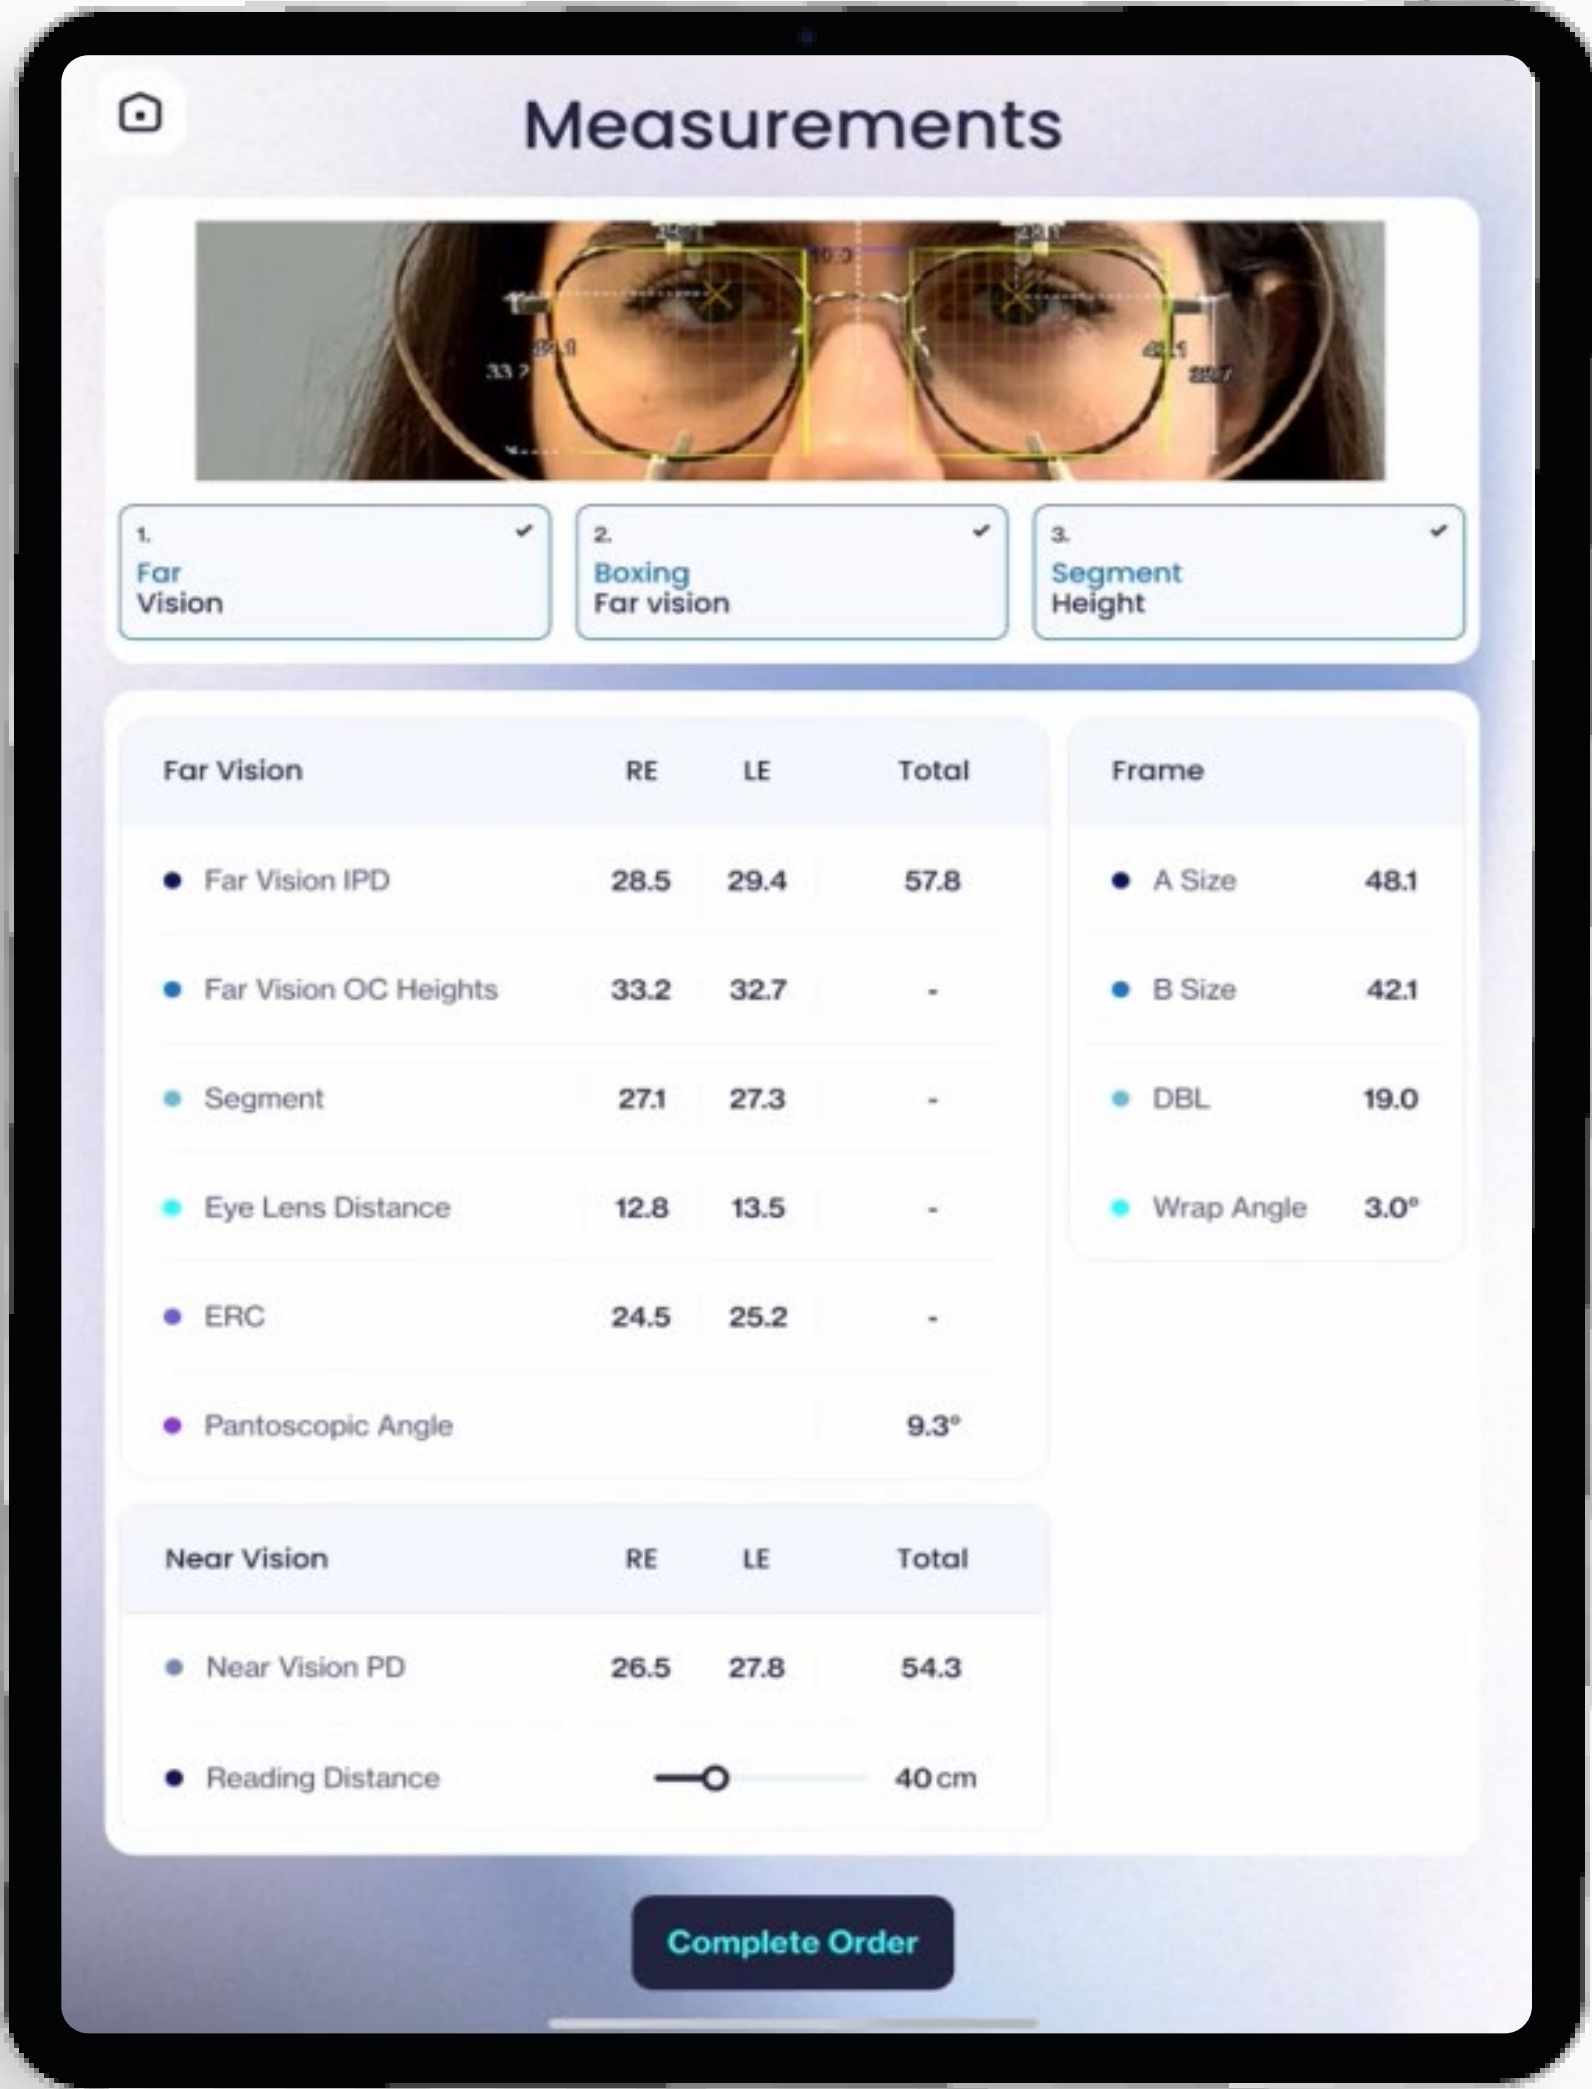 Measurements
33.2
1.
Far
Vision
2.
Boxing
Far vision
3.
Segment
Height
Far Vision RE LE Total
Far Vision IPD 28.5 29.4 57.8
Far Vision OC Heights 33.2 32.7 -
Segment 27.1 27.3 -
Eye Lens Distance 12.8 13.5 -
ERC 24.5 25.2 -
Pantoscopic Angle 9.3°
Frame
A Size 48.1
B Size 42.1
DBL 19.0
Wrap Angle 3.0°
Near Vision RE LE Total
Near Vision PD 26.5 27.8 54.3
Reading Distance 40 cm
Complete Order